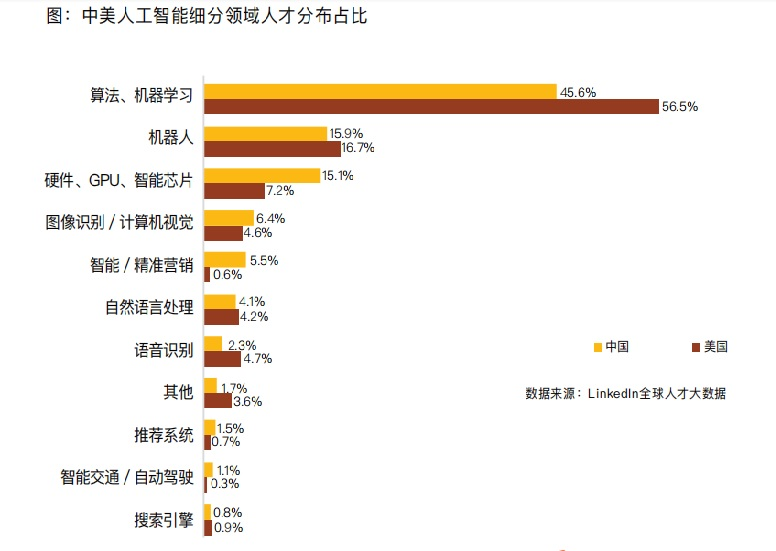 图：中美人工智能细分领域人才分布占比
算法、机器学习
45.6%
56.5%
机器人
15.9%
16.7%
硬件、GPU、智能芯片
15.1%
7.2%
图像识别 / 计算机视觉
6.4%
4.6%
智能 / 精准营销
5.5%
0.6%
自然语言处理
4.1%
4.2%
语音识别
2.3%
4.7%
中国
美国
其他
1.7%
3.6%
数据来源：LinkedIn全球人才大数据
推荐系统
1.5%
0.7%
智能交通 / 自动驾驶
1.1%
0.3%
搜索引擎
0.8%
0.9%